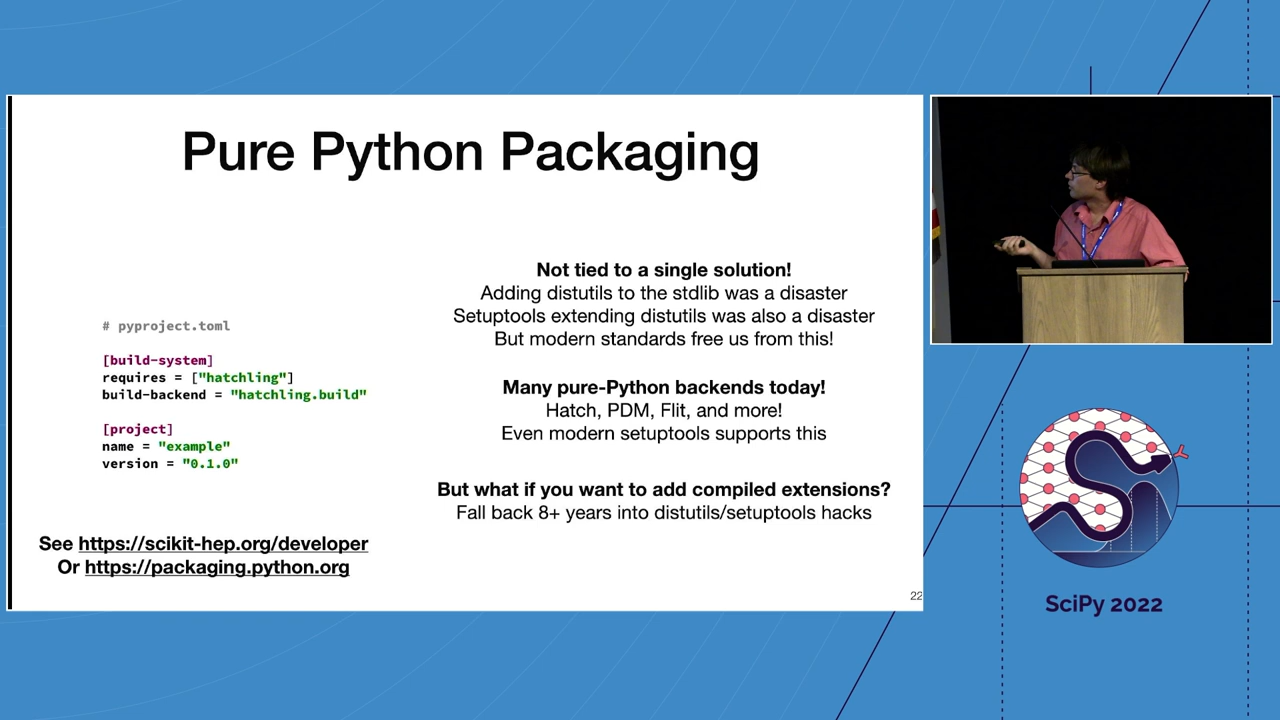 Pure Python Packaging
# pyproject.toml
[build-system]
requires = ["hatchling"]
build-backend = "hatchling.build"
[project]
name = "example"
version = "0.1.0"
See https://scikit-hep.org/developer
Or https://packaging.python.org
Not tied to a single solution!
Adding distutils to the stdlib was a disaster
Setuptools extending distutils was also a disaster
But modern standards free us from this!
Many pure-Python backends today!
Hatch, PDM, Flit, and more!
Even modern setuptools supports this
But what if you want to add compiled extensions?
Fall back 8+ years into distutils/setuptools hacks
22
SciPy 2022